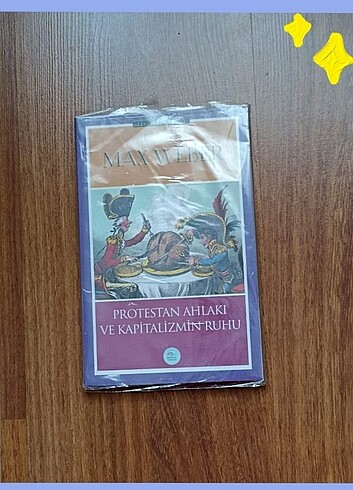 MAX WEBER
PROTESTAN AHLAKI
VE KAPİTALİZMİN RUHU